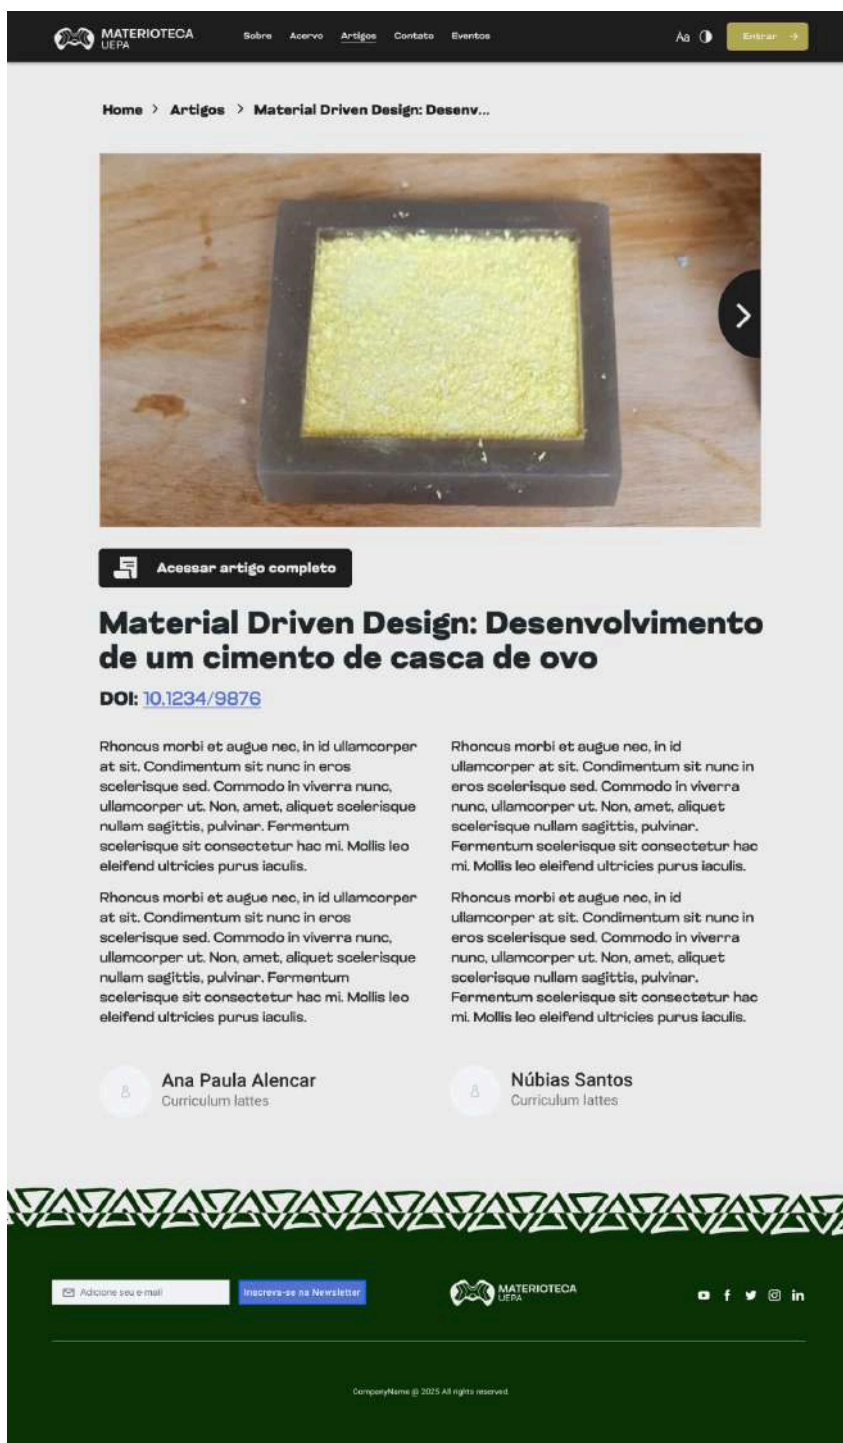 MATERIOTECA
UEPA
Sobre Acervo Artigos Contato Eventos
Aa
Entrar →
Home > Artigos > Material Driven Design: Desenv...
Acessar artigo completo
Material Driven Design: Desenvolvimento
de um cimento de casca de ovo
DOI: 10.1234/9876
Rhoncus morbi et augue nec, in id ullamcorper
at sit. Condimentum sit nunc in eros
scelerisque sed. Commodo in viverra nunc,
ullamcorper ut. Non, amet, aliquet scelerisque
nullam sagittis, pulvinar. Fermentum
scelerisque sit consectetur hac mi. Mollis leo
eleifend ultricies purus iaculis.
Rhoncus morbi et augue nec, in id ullamcorper
at sit. Condimentum sit nunc in eros
scelerisque sed. Commodo in viverra nunc,
ullamcorper ut. Non, amet, aliquet scelerisque
nullam sagittis, pulvinar. Fermentum
scelerisque sit consectetur hac mi. Mollis leo
eleifend ultricies purus iaculis.
Rhoncus morbi et augue nec, in id
ullamcorper at sit. Condimentum sit nunc in
eros scelerisque sed. Commodo in viverra
nunc, ullamcorper ut. Non, amet, aliquet
scelerisque nullam sagittis, pulvinar.
Fermentum scelerisque sit consectetur hac
mi. Mollis leo eleifend ultricies purus iaculis.
Rhoncus morbi et augue nec, in id
ullamcorper at sit. Condimentum sit nunc in
eros scelerisque sed. Commodo in viverra
nunc, ullamcorper ut. Non, amet, aliquet
scelerisque nullam sagittis, pulvinar.
Fermentum scelerisque sit consectetur hac
mi. Mollis leo eleifend ultricies purus iaculis.
Ana Paula Alencar
Curriculum lattes
Núbias Santos
Curriculum lattes
Adicione seu e-mail
Inscreva-se na Newsletter
MATERIOTECA
UEPA
CompanyName @ 2025 All rights reserved.